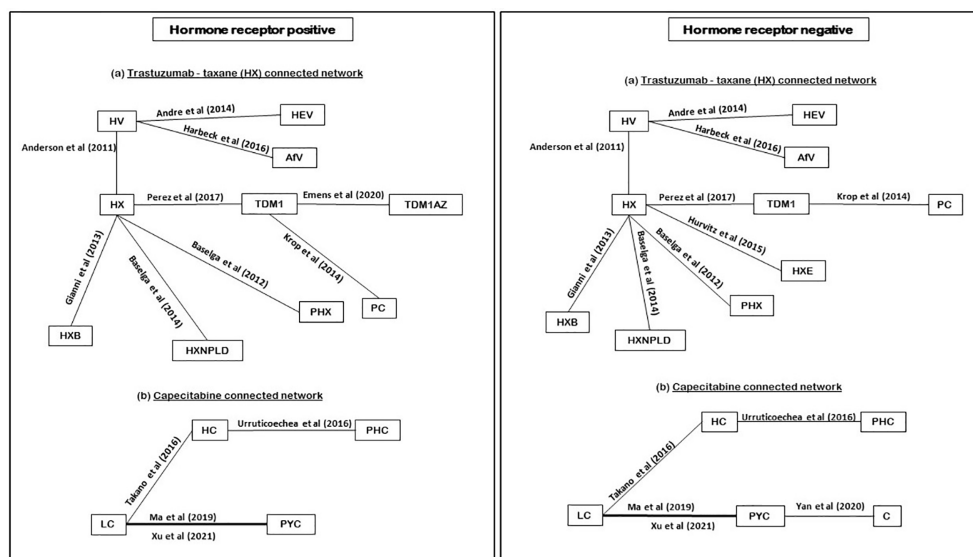 Hormone receptor positive
(a) Trastuzumab - taxane (HX) connected network
Andre et al (2014)
HEV
HV
Harbeck et al (2016)
AfV
Anderson et al (2011)
HX
Perez et al (2017)
TDM1
Emens et al (2020)
TDM1AZ
Gianni et al (2013)
Baselga et al (2014)
Baselga et al (2012)
Krop et al (2014)
PHX
PC
HXB
HXNPLD
(b) Capecitabine connected network
HC
Urruticoechea et al (2016)
PHC
Takano et al (2016)
LC
Ma et al (2019)
Xu et al (2021)
PYC
Hormone receptor negative
(a) Trastuzumab - taxane (HX) connected network
Andre et al (2014)
HEV
HV
Harbeck et al (2016)
AfV
Anderson et al (2011)
HX
Perez et al (2017)
TDM1
Krop et al (2014)
PC
Gianni et al (2013)
Baselga et al (2014)
Baselga et al (2012)
Hurvitz et al (2015)
HXE
PHX
HXB
HXNPLD
(b) Capecitabine connected network
HC
Urruticoechea et al (2016)
PHC
Takano et al (2016)
LC
Ma et al (2019)
Xu et al (2021)
PYC
Yan et al (2020)
C